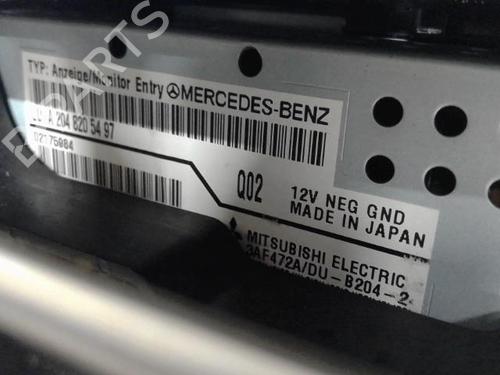 TYP: Anzeige/Monitor Entry MERCEDES-BENZ
A 204 820 54 97
02175984
Q02
12V NEG GND
MADE IN JAPAN
MITSUBISHI ELECTRIC
3AF472A/DU-B204-2